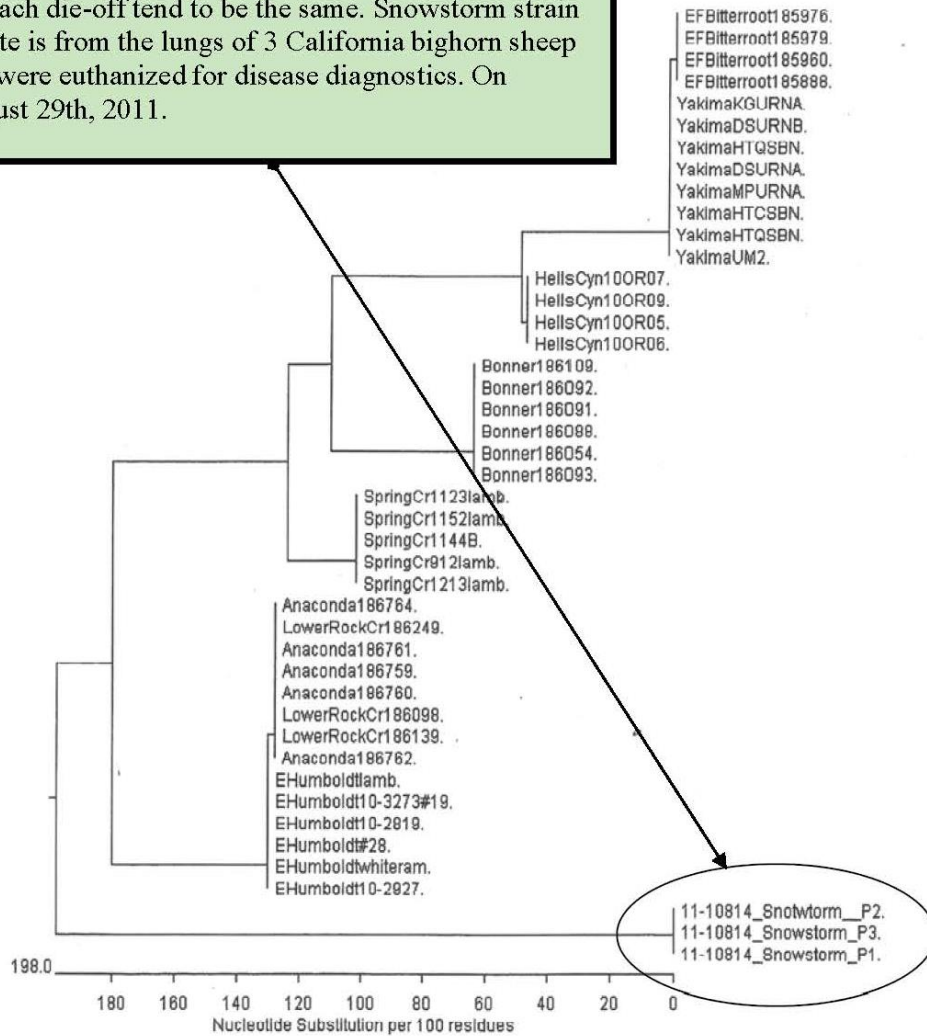 ach die-off tend to be the same. Snowstorm strain
te is from the lungs of 3 California bighorn sheep
were euthanized for disease diagnostics. On
ust 29th, 2011.
EFBitterroot185976.
EFBitterroot185979.
EFBitterroot185960.
EFBitterroot185888.
YakimaKGURNA.
YakimaDSURNB.
YakimaHTQSBN.
YakimaDSURNA.
YakimaMPURNA.
YakimaHTCSBN.
YakimaHTQSBN.
YakimaUM2.
HellsCyn10OR07.
HellsCyn10OR09.
HellsCyn10OR05.
HellsCyn10OR06.
Bonner186109.
Bonner186092.
Bonner186091.
Bonner186088.
Bonner186054.
Bonner186093.
SpringCr1123lamb.
SpringCr1152lamb.
SpringCr1144B.
SpringCr912lamb.
SpringCr1213lamb.
Anaconda186764.
LowerRockCr186249.
Anaconda186761.
Anaconda186759.
Anaconda186760.
LowerRockCr186098.
LowerRockCr186139.
Anaconda186762.
EHumboldtlamb.
EHumboldt10-3273#19.
EHumboldt10-2819.
EHumboldt#28.
EHumboldtwhiteram.
EHumboldt10-2927.
11-10814_Snotwtorm__P2.
11-10814_Snowstorm_P3.
11-10814_Snowstorm_P1.
198.0
180 160 140 120 100 80 60 40 20 0
Nucleotide Substitution per 100 residues